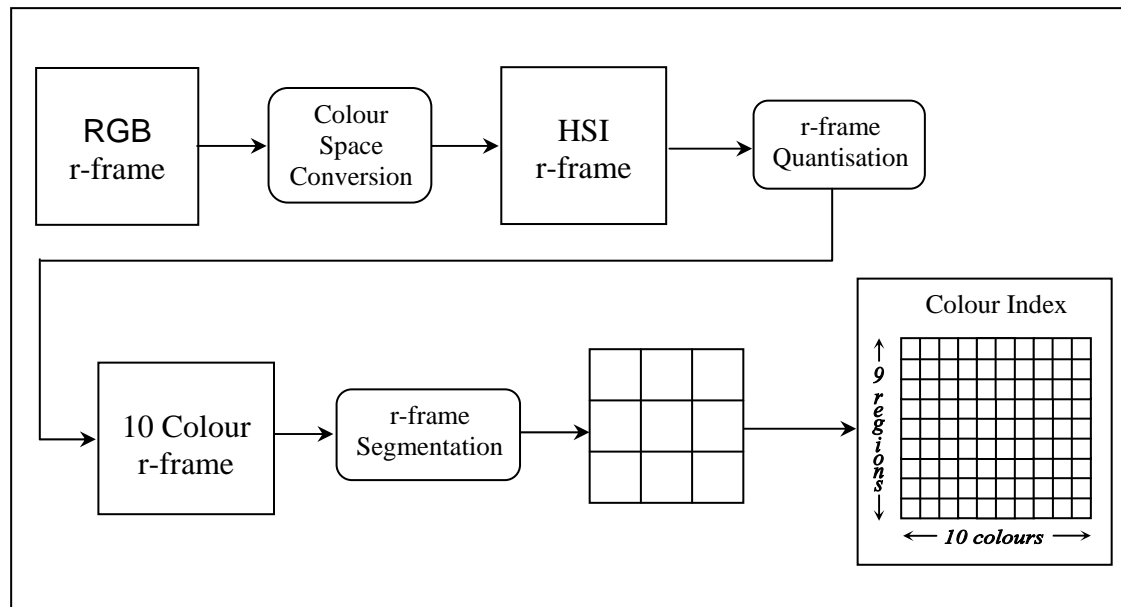 RGB
r-frame
Colour
Space
Conversion
HSI
r-frame
r-frame
Quantisation
10 Colour
r-frame
r-frame
Segmentation
Colour Index
9 regions
10 colours